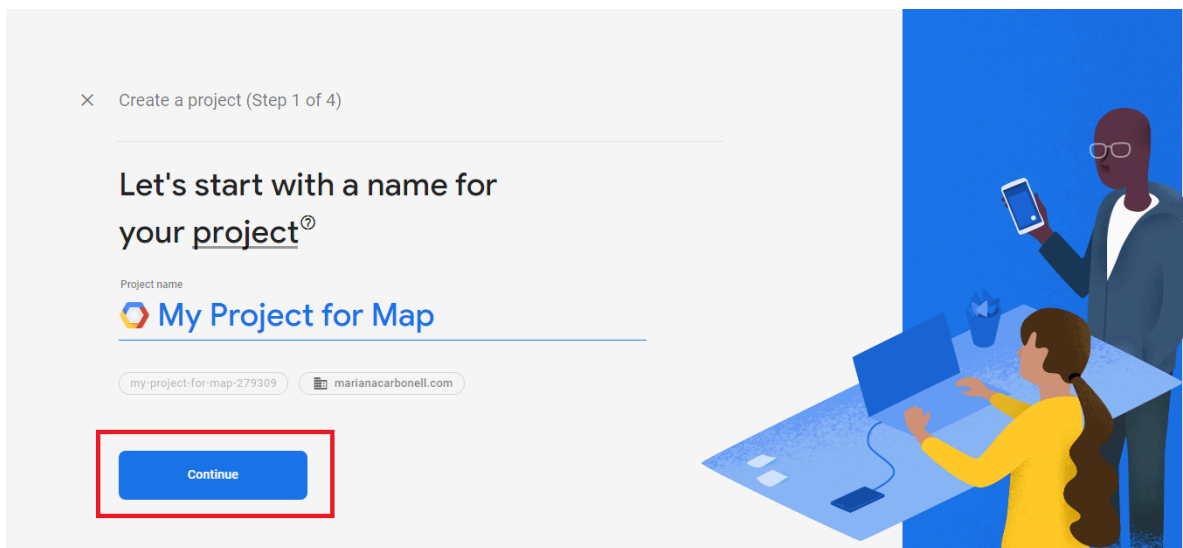 Create a project (Step 1 of 4)
Let's start with a name for
your project
Project name
My Project for Map
my-project-for-map-279309 marianacarbonell.com
Continue